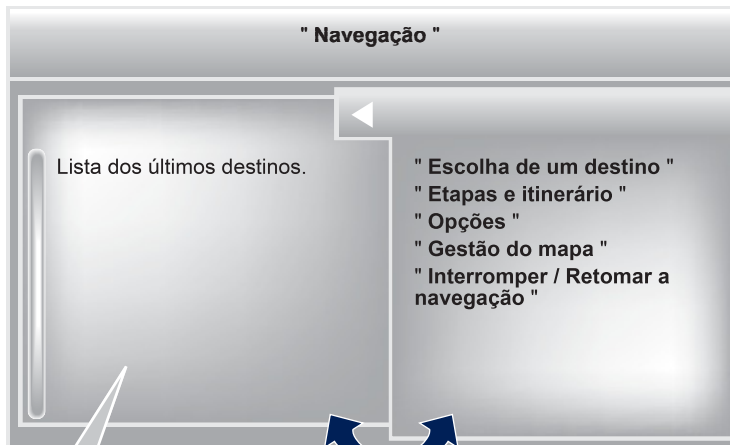 " Navegação "
Lista dos últimos destinos.
" Escolha de um destino "
" Etapas e itinerário "
" Opções "
" Gestão do mapa "
" Interromper / Retomar a
navegação "